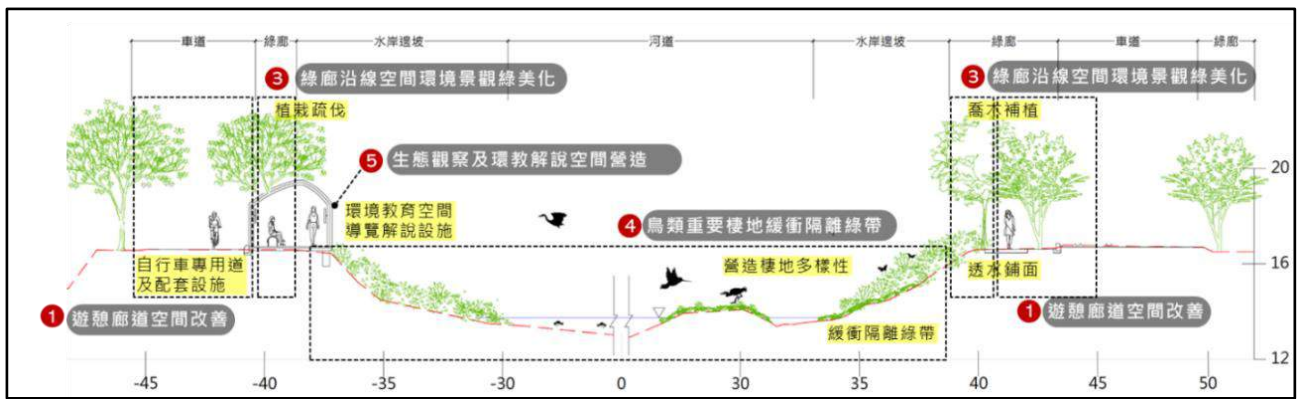 車道 綠廊 水岸邊坡 河道 水岸邊坡 綠廊 車道 綠廊
3 綠廊沿線空間環境景觀綠美化
植栽疏伐
3 綠廊沿線空間環境景觀綠美化
喬木補植
5 生態觀察及環教解說空間營造
環境教育空間
導覽解說設施
4 鳥類重要棲地緩衝隔離綠帶
營造棲地多樣性
自行車專用道
及配套設施
透水鋪面
1 遊憩廊道空間改善
1 遊憩廊道空間改善
緩衝隔離綠帶
20
16
12
-45 -40 -35 -30 0 30 35 40 45 50